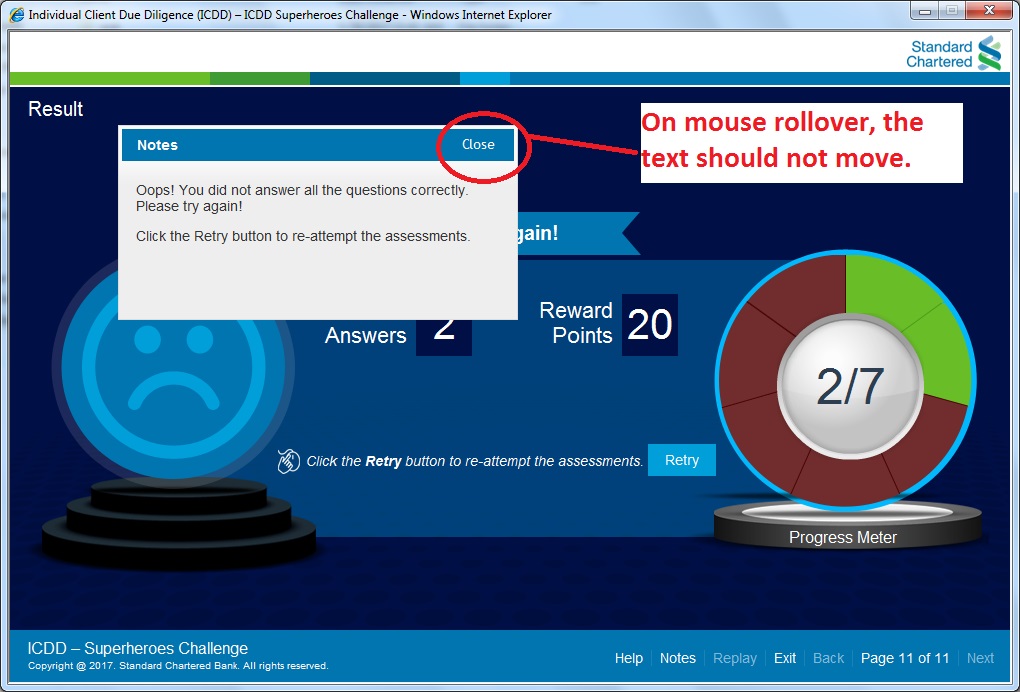 Individual Client Due Diligence (ICDD) – ICDD Superheroes Challenge - Windows Internet Explorer
Standard
Chartered
Result
On mouse rollover, the
text should not move.
Notes
Close
Oops! You did not answer all the questions correctly.
Please try again!
Click the Retry button to re-attempt the assessments.
gain!
Answers
2
Reward
Points
20
2/7
Click the Retry button to re-attempt the assessments.
Retry
Progress Meter
ICDD – Superheroes Challenge
Copyright @ 2017. Standard Chartered Bank. All rights reserved.
Help
Notes
Replay
Exit
Back
Page 11 of 11
Next